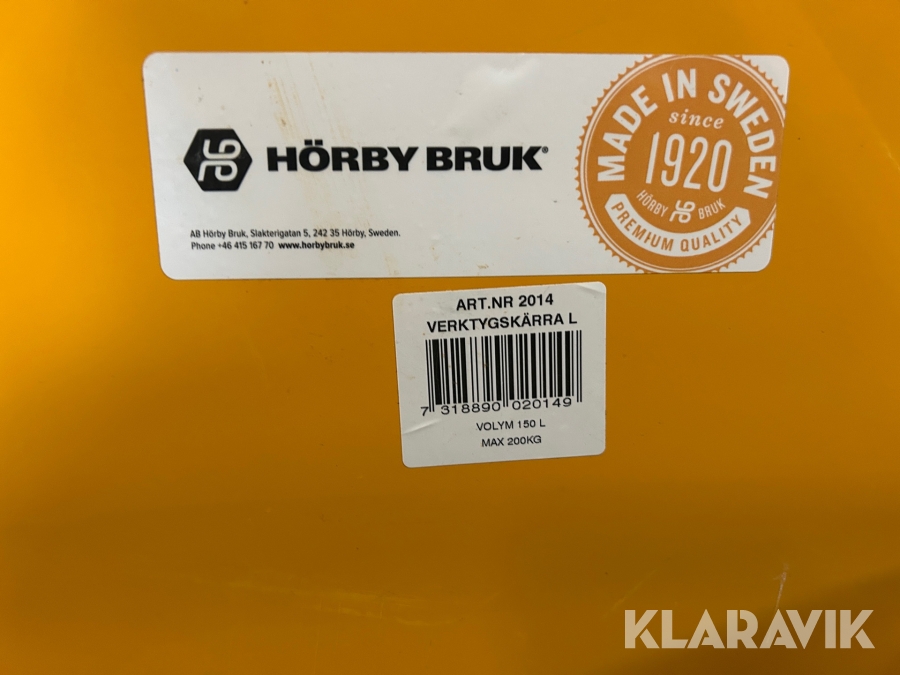 HÖRBY BRUK®
AB Hörby Bruk, Slakterigatan 5, 242 35 Hörby, Sweden.
Phone +46 415 167 70 www.horbybruk.se
MADE IN SWEDEN
since
1920
HÖRBY BRUK
PREMIUM QUALITY
ART.NR 2014
VERKTYGSKÄRRA L
7 318890 020149
VOLYM 150 L
MAX 200KG
KLARAVIK